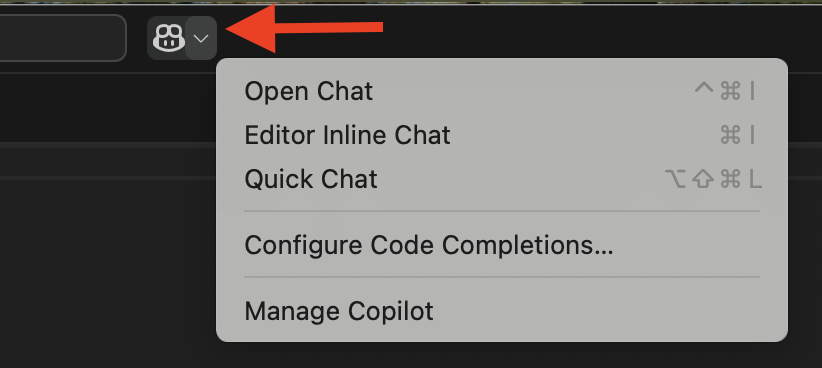 Open Chat ⌃⌘I
Editor Inline Chat ⌘I
Quick Chat ⌥⇧⌘L
Configure Code Completions...
Manage Copilot